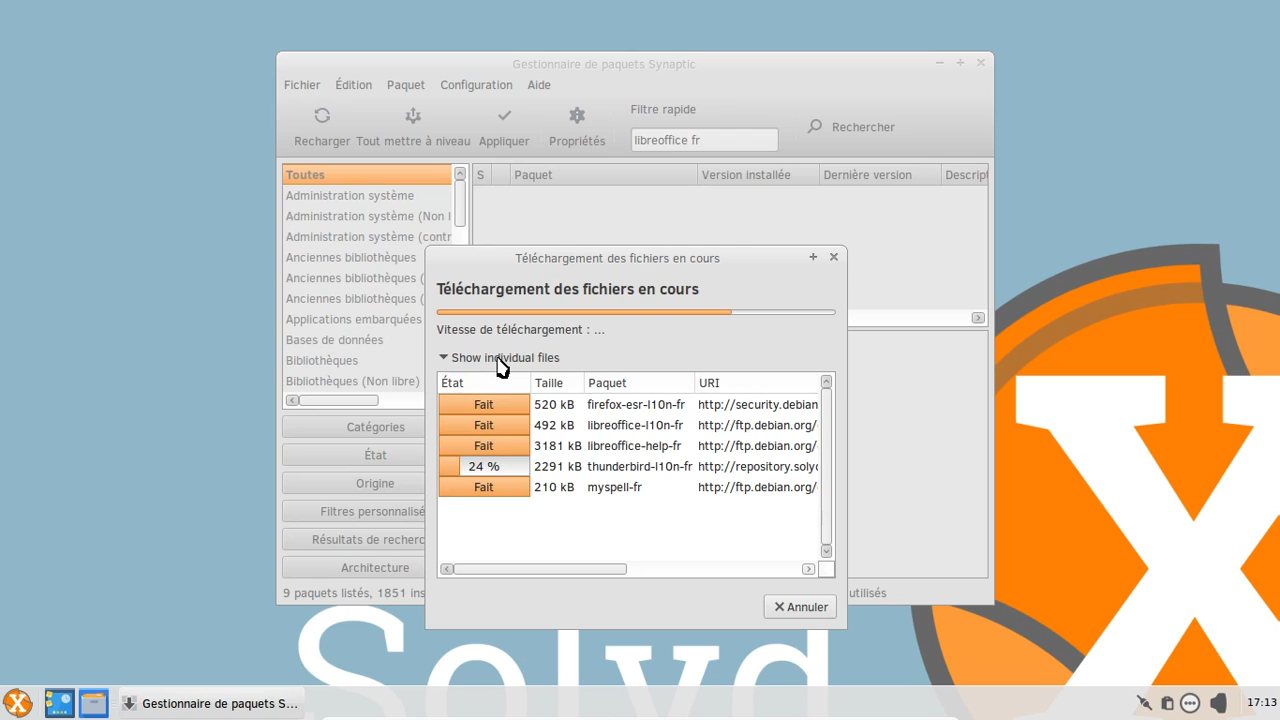 Gestionnaire de paquets Synaptic
Fichier Édition Paquet Configuration Aide
Recharger Tout mettre à niveau Appliquer Propriétés
Filtre rapide
libreoffice fr
Rechercher
Toutes
Administration système
Administration système (Non l
Administration système (contr
Anciennes bibliothèques
Anciennes bibliothèques (
Anciennes bibliothèques (
Applications embarquées
Bases de données
Bibliothèques
Bibliothèques (Non libre)
Catégories
État
Origine
Filtres personnalisé
Résultats de recherc
Architecture
S Paquet Version installée Dernière version Descript
9 paquets listés, 1851 ins
utilisés
Téléchargement des fichiers en cours
Téléchargement des fichiers en cours
Vitesse de téléchargement : ...
Show individual files
État Taille Paquet URI
Fait 520 kB firefox-esr-l10n-fr http://security.debian
Fait 492 kB libreoffice-l10n-fr http://ftp.debian.org/
Fait 3181 kB libreoffice-help-fr http://ftp.debian.org/
24 % 2291 kB thunderbird-l10n-fr http://repository.solyd
Fait 210 kB myspell-fr http://ftp.debian.org/
Annuler
Solyd X
Gestionnaire de paquets S...
17:13